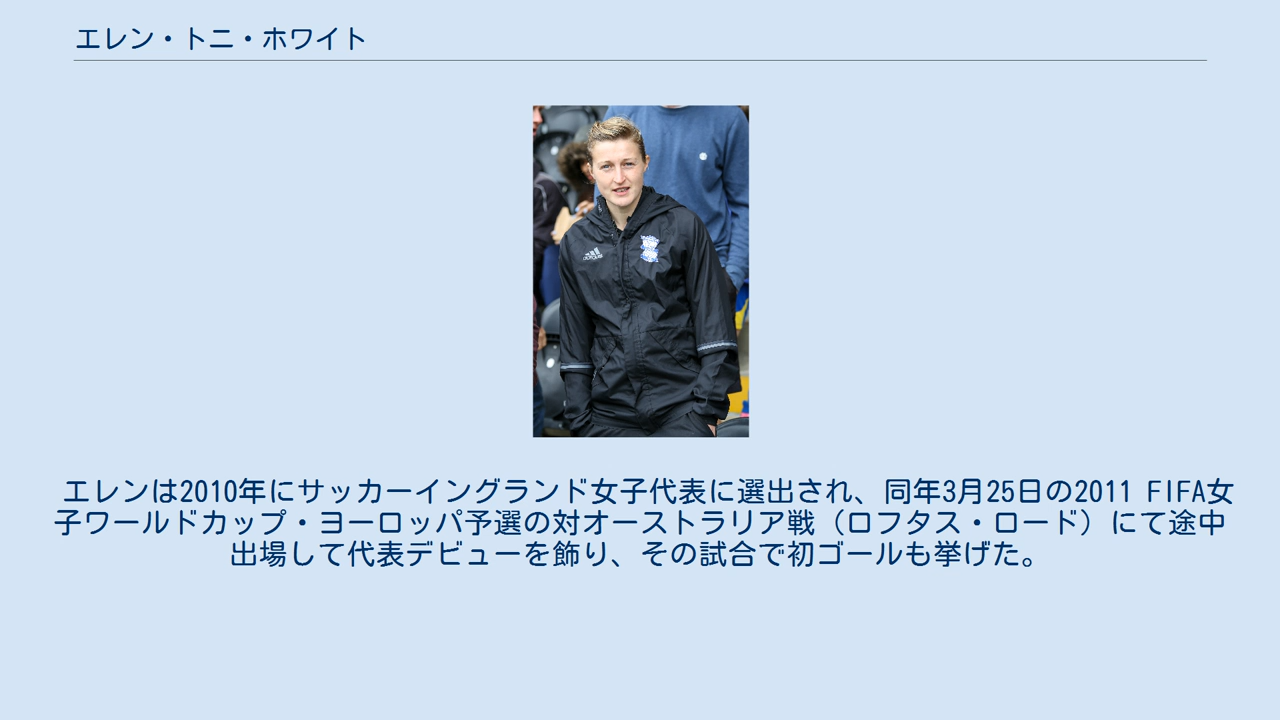 エレン・トニ・ホワイト
エレンは2010年にサッカーイングランド女子代表に選出され、同年3月25日の2011 FIFA女
子ワールドカップ・ヨーロッパ予選の対オーストラリア戦（ロフタス・ロード）にて途中
出場して代表デビューを飾り、その試合で初ゴールも挙げた。